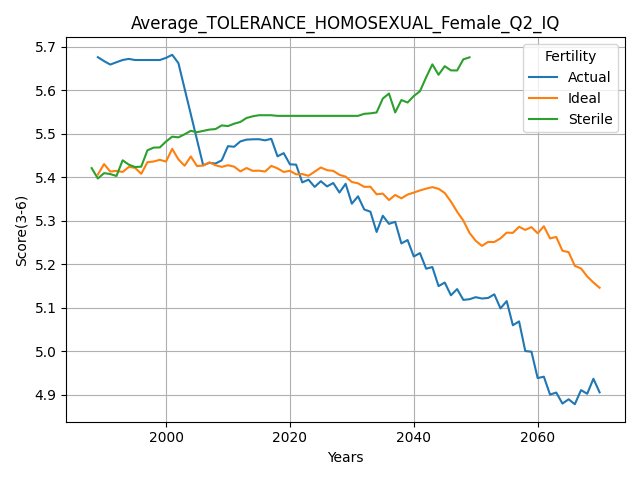 Average_TOLERANCE_HOMOSEXUAL_Female_Q2_IQ
Fertility
Actual
Ideal
Sterile
Score(3-6)
5.7
5.6
5.5
5.4
5.3
5.2
5.1
5.0
4.9
2000 2020 2040 2060
Years